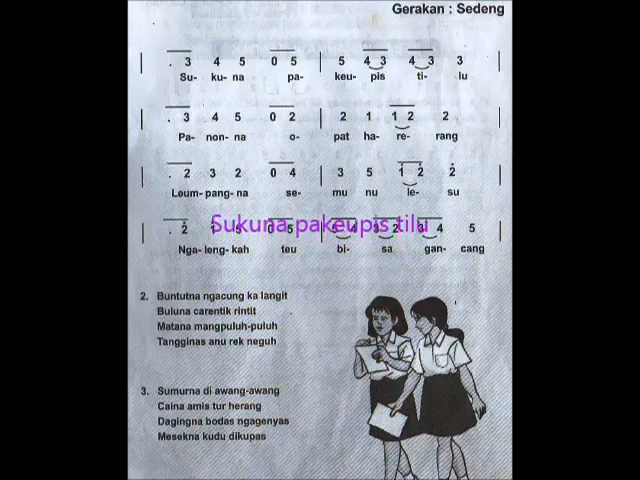 Gerakan : Sedeng
. 3 4 5 0 5 | 5 4 3 4 3 3
Su- ku- na pa- keu- pis ti- lu
. 3 4 5 0 2 | 2 1 1 2 2
Pa- non- na o- pat ha- re- rang
. 2 3 2 0 4 | 3 5 1 2 2
Leum- pang- na se- mu nu le- su
Sukuna pakeupis tilu
Nga- leng- kah teu bi- sa gan- cang
2. Buntutna ngacung ka langit
Buluna carentik rintit
Matana mangpuluh-puluh
Tangginas anu rek neguh
3. Sumurna di awang-awang
Caina amis tur herang
Dagingna bodas ngagenyas
Mesekna kudu dikupas